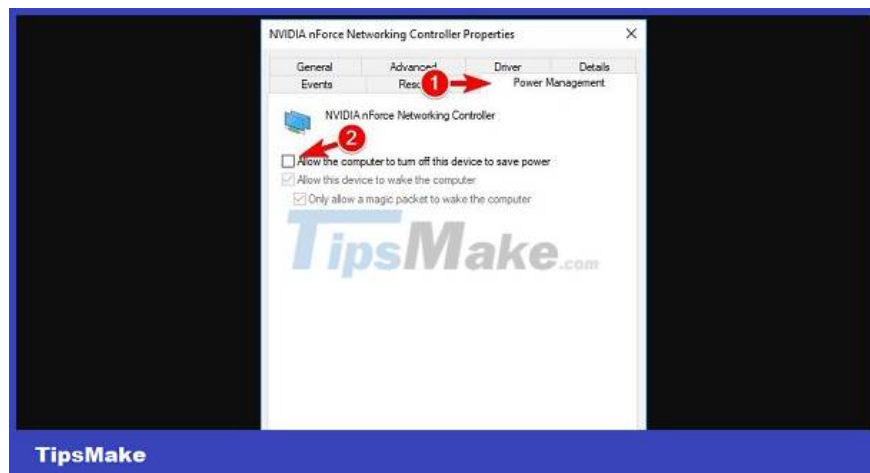 NVIDIA nForce Networking Controller Properties
General Advanced Driver Details
Events Power Management
1
NVIDIA nForce Networking Controller
2
Allow the computer to turn off this device to save power
Allow this device to wake the computer
Only allow a magic packet to wake the computer
TipsMake.com
TipsMake